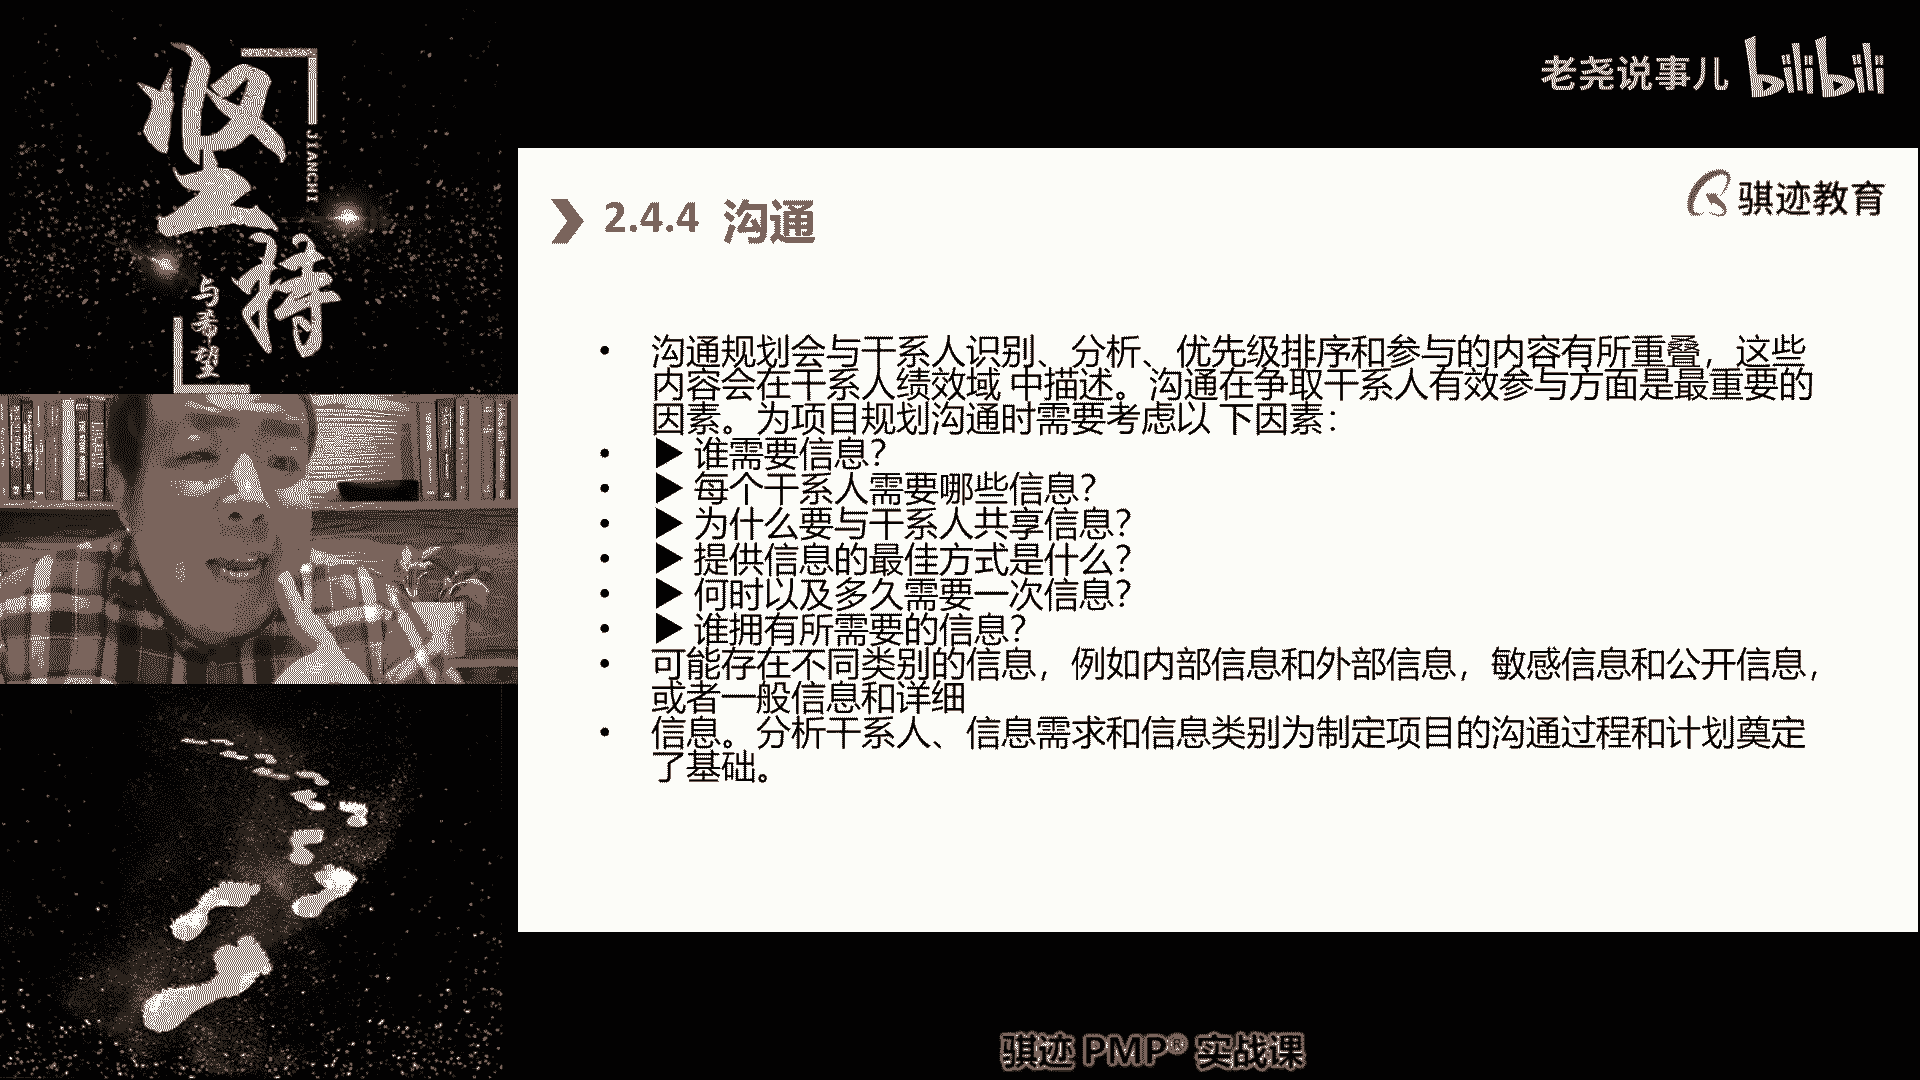 坚持
JIANCHI
与希望
老尧说事儿 bilibili
骐迹教育
2.4.4 沟通
• 沟通规划会与干系人识别、分析、优先级排序和参与的内容有所重叠，这些
内容会在干系人绩效域 中描述。沟通在争取干系人有效参与方面是最重要的
因素。为项目规划沟通时需要考虑以 下因素：
• ▶ 谁需要信息？
• ▶ 每个干系人需要哪些信息？
• ▶ 为什么要与干系人共享信息？
• ▶ 提供信息的最佳方式是什么？
• ▶ 何时以及多久需要一次信息？
• ▶ 谁拥有所需要的信息？
• 可能存在不同类别的信息，例如内部信息和外部信息，敏感信息和公开信息，
或者一般信息和详细
• 信息。分析干系人、信息需求和信息类别为制定项目的沟通过程和计划奠定
了基础。
骐迹 PMP® 实战课